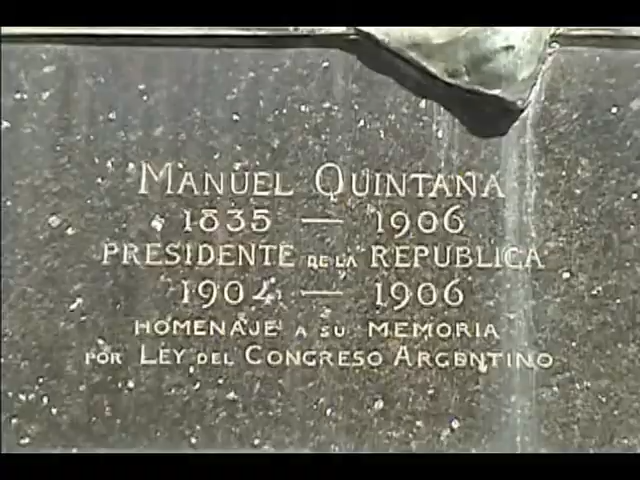 MANUEL QUINTANA
1835 — 1906
PRESIDENTE DE LA REPUBLICA
1904 — 1906
HOMENAJE A SU MEMORIA
POR LEY DEL CONGRESO ARGENTINO